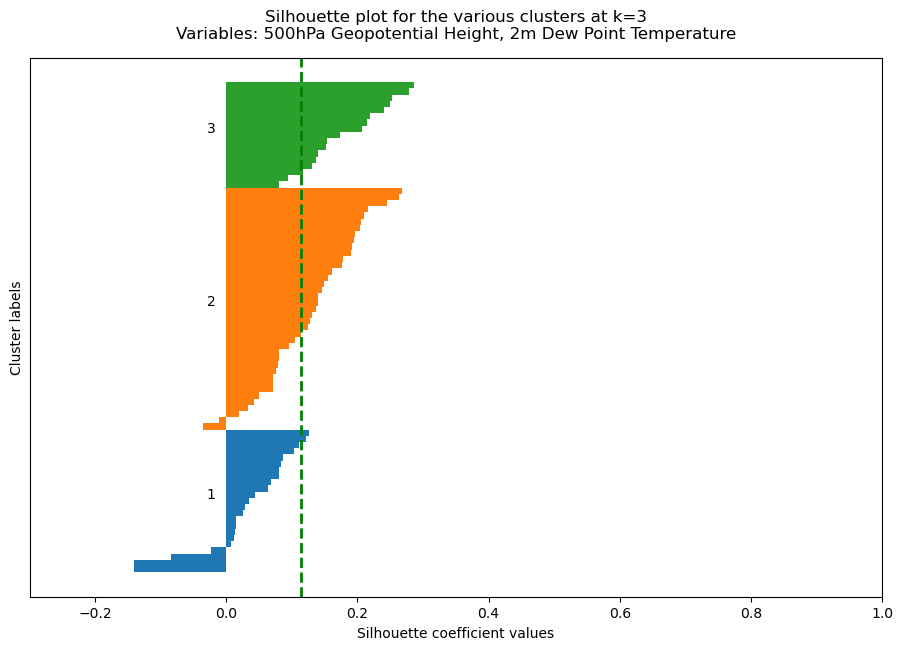 Silhouette plot for the various clusters at k=3
Variables: 500hPa Geopotential Height, 2m Dew Point Temperature
Cluster labels
3
2
1
−0.2 0.0 0.2 0.4 0.6 0.8 1.0
Silhouette coefficient values